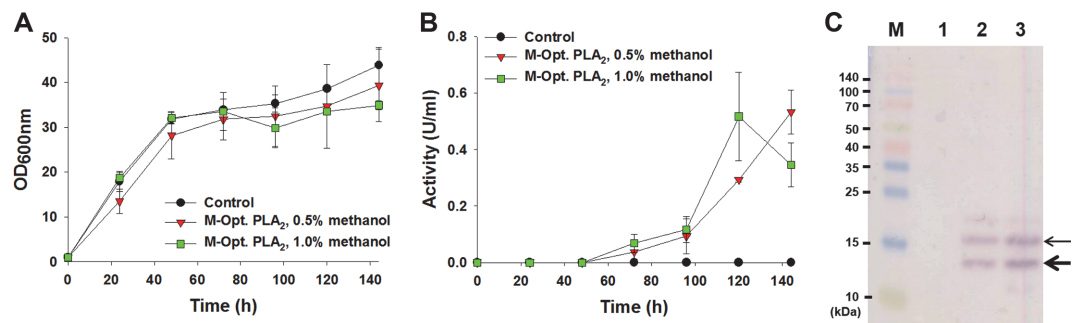 A
OD600nm
50
40
30
20
10
0
0 20 40 60 80 100 120 140
Time (h)
Control
M-Opt. PLA2, 0.5% methanol
M-Opt. PLA2, 1.0% methanol
B
Activity (U/ml)
0.8
0.6
0.4
0.2
0.0
0 20 40 60 80 100 120 140
Time (h)
Control
M-Opt. PLA2, 0.5% methanol
M-Opt. PLA2, 1.0% methanol
C
M 1 2 3
140
100
70
50
40
35
25
15
10
(kDa)